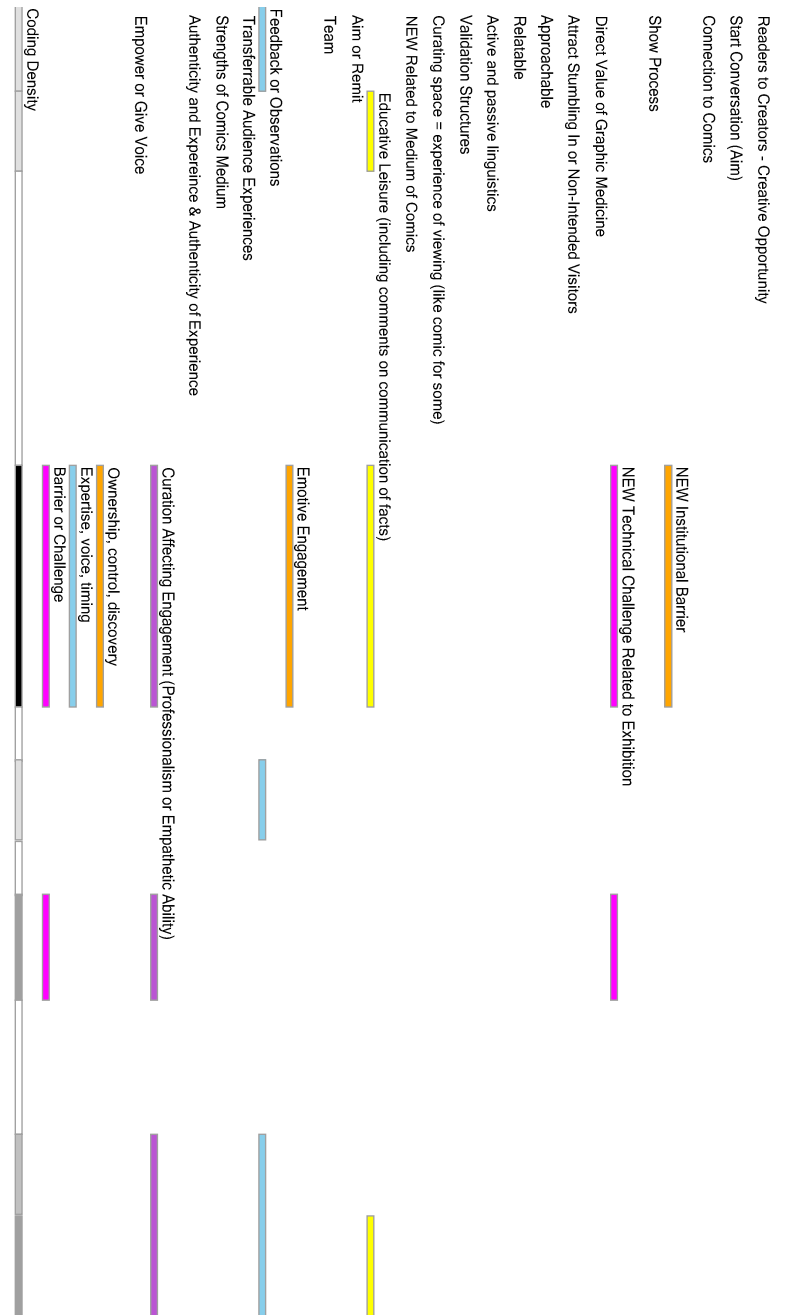 Coding Density
Barrier or Challenge
Expertise, voice, timing
Ownership, control, discovery
Empower or Give Voice
Curation Affecting Engagement (Professionalism or Empathetic Ability)
Authenticity and Expereince & Authenticity of Experience
Strengths of Comics Medium
Transferrable Audience Experiences
Feedback or Observations
Emotive Engagement
Team
Aim or Remit
Educative Leisure (including comments on communication of facts)
NEW Related to Medium of Comics
Curating space = experience of viewing (like comic for some)
Validation Structures
Active and passive linguistics
Relatable
Approachable
Attract Stumbling In or Non-Intended Visitors
Direct Value of Graphic Medicine
NEW Technical Challenge Related to Exhibition
Show Process
NEW Institutional Barrier
Connection to Comics
Start Conversation (Aim)
Readers to Creators - Creative Opportunity